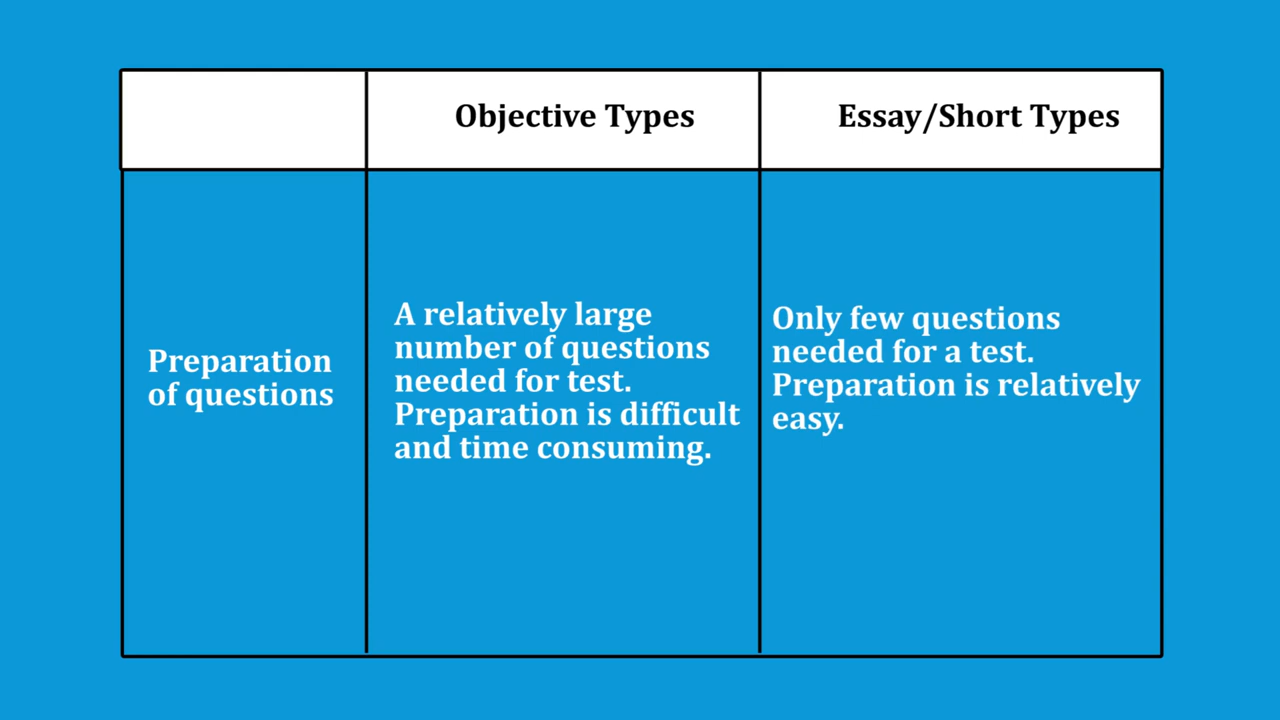 Objective Types
Essay/Short Types
Preparation
of questions
A relatively large
number of questions
needed for test.
Preparation is difficult
and time consuming.
Only few questions
needed for a test.
Preparation is relatively
easy.